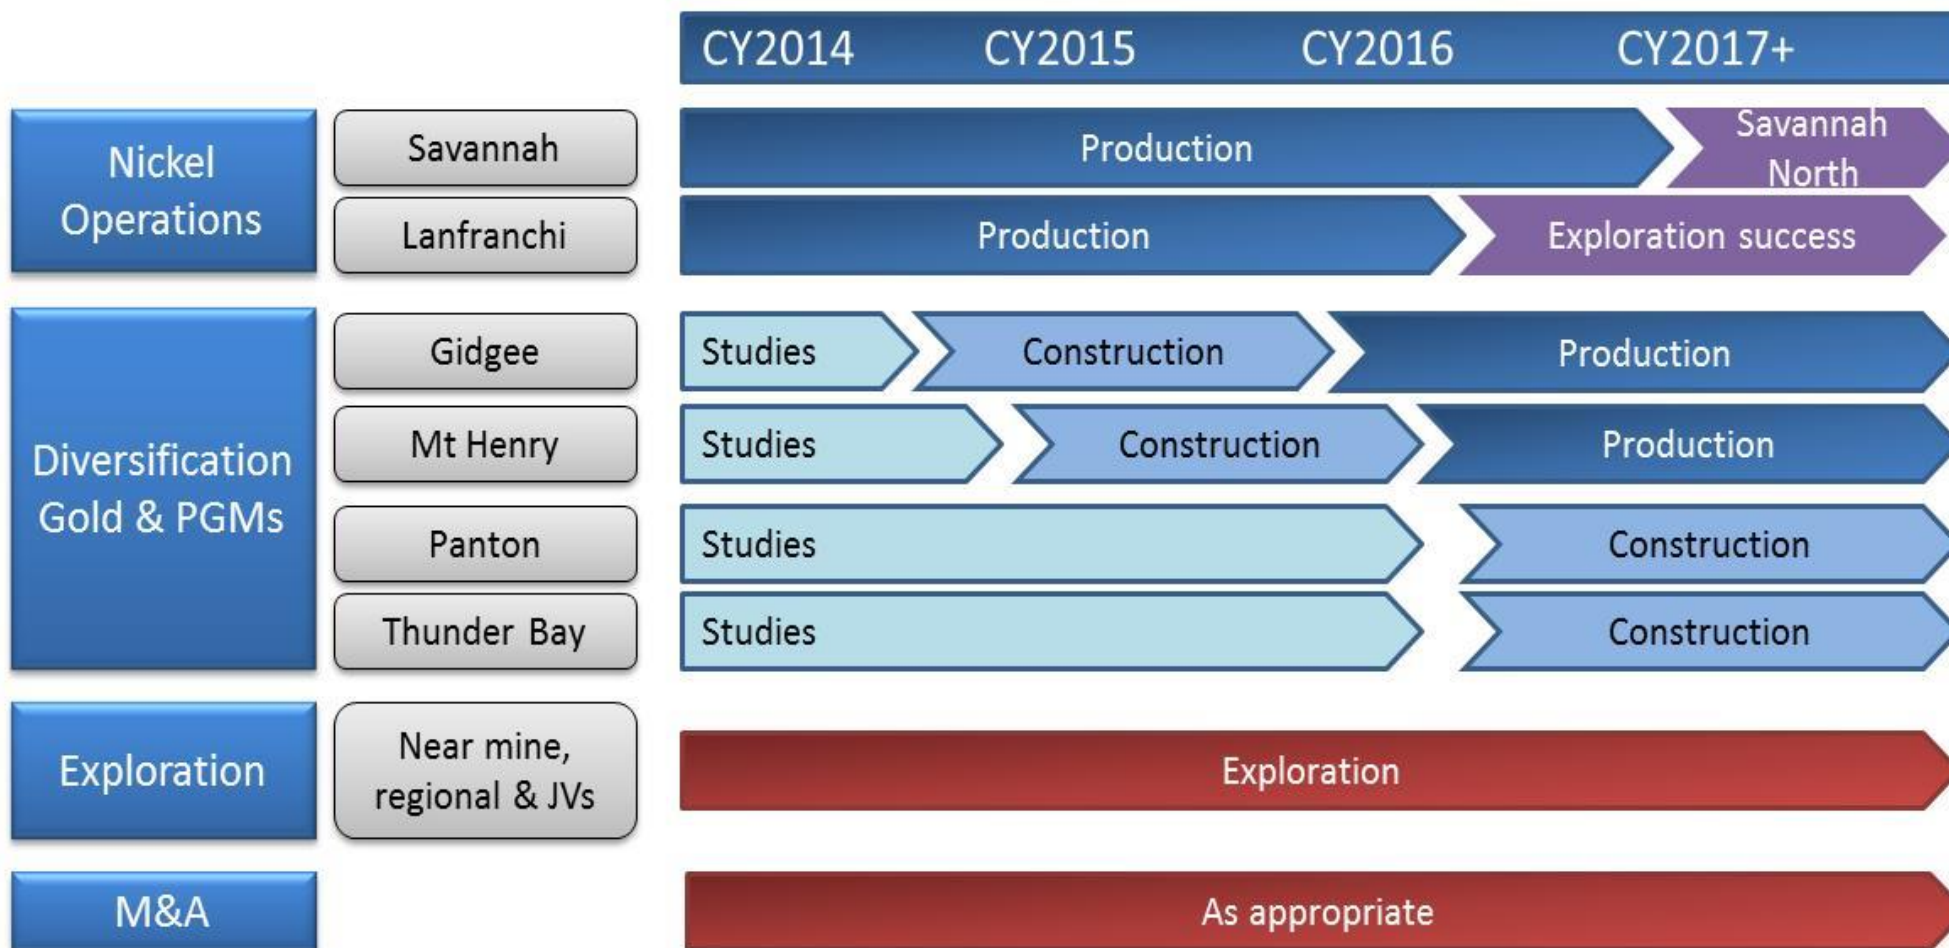 CY2014 CY2015 CY2016 CY2017+
Nickel
Operations
Savannah
Production
Savannah
North
Lanfranchi
Production
Exploration success
Diversification
Gold & PGMs
Gidgee
Studies
Construction
Production
Mt Henry
Studies
Construction
Production
Panton
Studies
Construction
Thunder Bay
Studies
Construction
Exploration
Near mine,
regional & JVs
Exploration
M&A
As appropriate